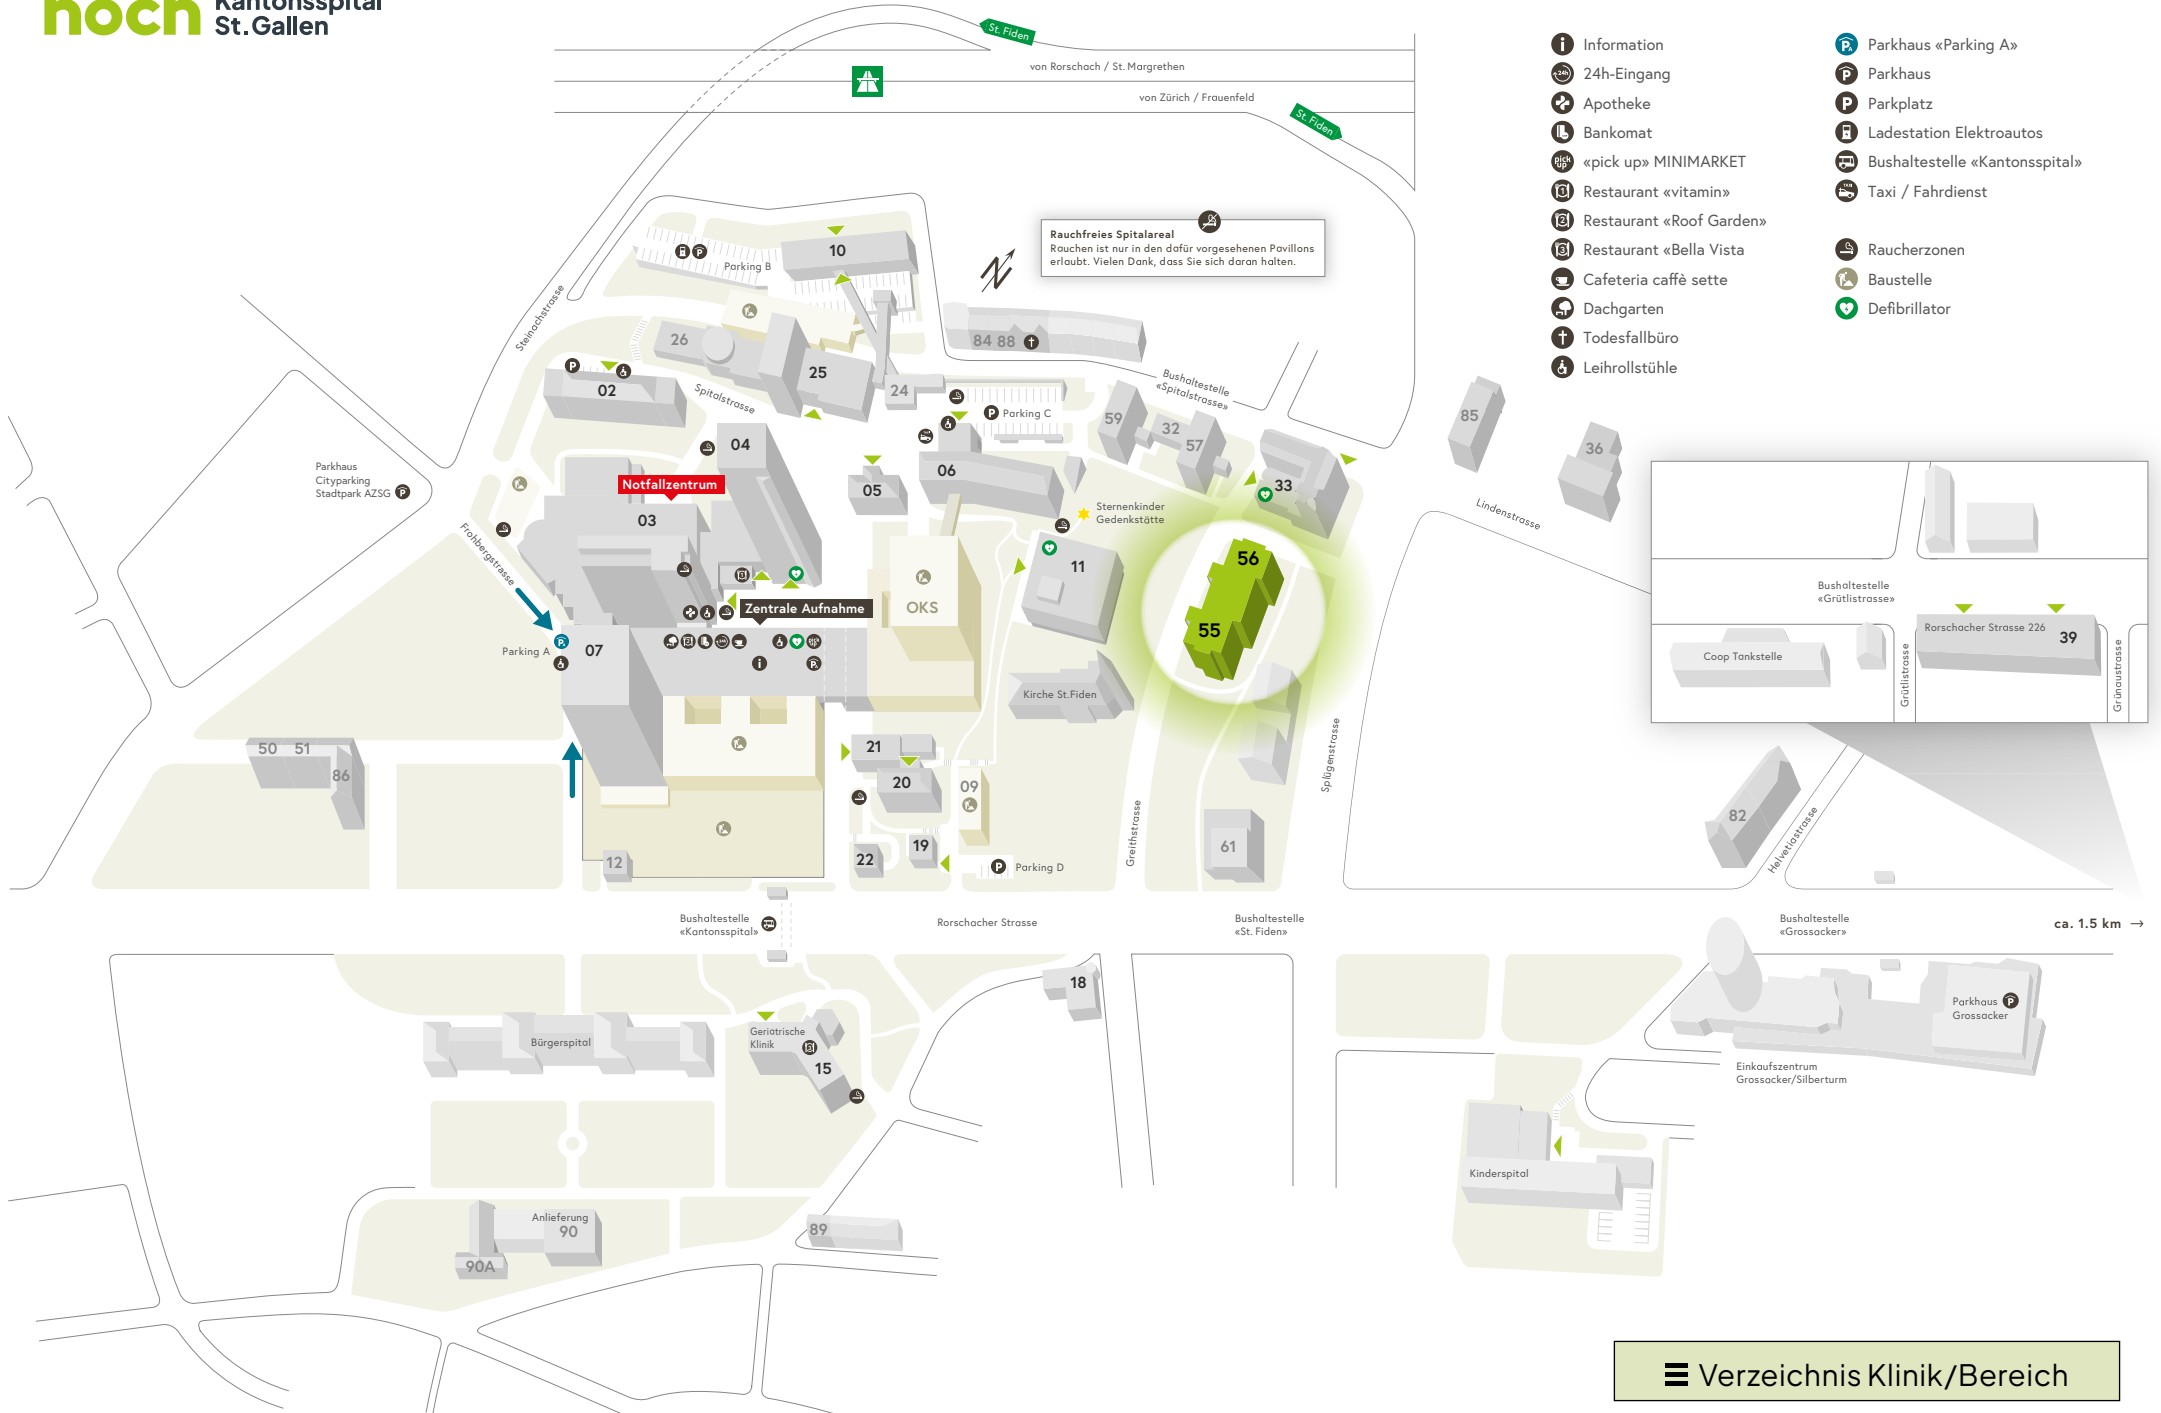 noch Kantonsspital
St.Gallen
St. Fiden
von Rorschach / St. Margrethen
von Zürich / Frauenfeld
St. Fiden
i Information
24h 24h-Eingang
Apotheke
Bankomat
pick up «pick up» MINIMARKET
1 Restaurant «vitamin»
2 Restaurant «Roof Garden»
3 Restaurant «Bella Vista
Cafeteria caffè sette
Dachgarten
Todesfallbüro
Leihrollstühle
P A Parkhaus «Parking A»
P Parkhaus
P Parkplatz
Ladestation Elektroautos
Bushaltestelle «Kantonsspital»
TAXI Taxi / Fahrdienst
Raucherzonen
Baustelle
Defibrillator
Rauchfreies Spitalareal
Rauchen ist nur in den dafür vorgesehenen Pavillons
erlaubt. Vielen Dank, dass Sie sich daran halten.
N
10
P
Parking B
Steinachstrasse
26
84 88
P
02
25
24
Spitalstrasse
Bushaltestelle
«Spitalstrasse»
P Parking C
59
32
57
85
36
04
06
05
33
Parkhaus
Cityparking
Stadtpark AZSG P
Notfallzentrum
03
Sternenkinder
Gedenkstätte
Lindenstrasse
Frohbergstrasse
11
56
55
OKS
Zentrale Aufnahme
Parking A
07
i
P
Kirche St.Fiden
Bushaltestelle
«Grütlistrasse»
Rorschacher Strasse 226
39
Coop Tankstelle
Grütlistrasse
Grünaustrasse
50 51
86
21
20
09
Splügenstrasse
Greithstrasse
12
22
19
P Parking D
61
82
Helvetiastrasse
Bushaltestelle
«Kantonsspital»
Rorschacher Strasse
Bushaltestelle
«St. Fiden»
Bushaltestelle
«Grossacker»
ca. 1.5 km →
18
Parkhaus P
Grossacker
Einkaufszentrum
Grossacker/Silberturm
Bürgerspital
Geriatrische
Klinik
15
Kinderspital
Anlieferung
90
90A
89
Verzeichnis Klinik/Bereich